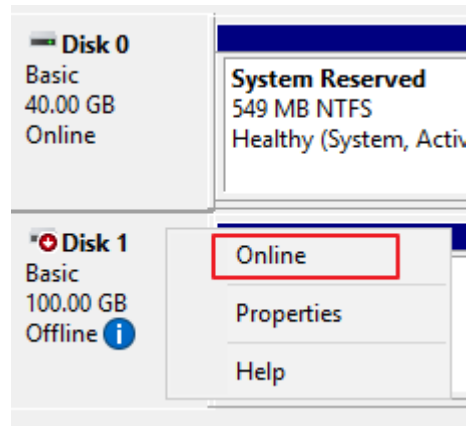 Disk 0
Basic
40.00 GB
Online
System Reserved
549 MB NTFS
Healthy (System, Activ
Disk 1
Basic
100.00 GB
Offline
Online
Properties
Help